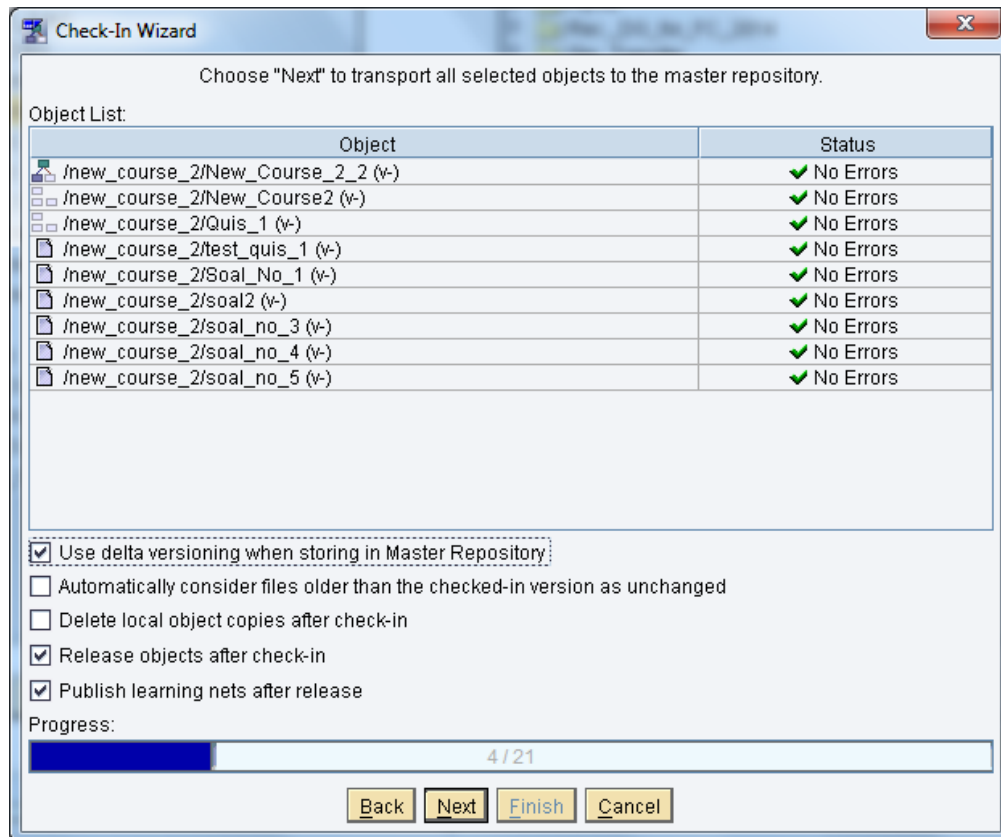 Check-In Wizard
Choose "Next" to transport all selected objects to the master repository.
Object List:
Object Status
/new_course_2/New_Course_2_2 (v-) No Errors
/new_course_2/New_Course2 (v-) No Errors
/new_course_2/Quis_1 (v-) No Errors
/new_course_2/test_quis_1 (v-) No Errors
/new_course_2/Soal_No_1 (v-) No Errors
/new_course_2/soal2 (v-) No Errors
/new_course_2/soal_no_3 (v-) No Errors
/new_course_2/soal_no_4 (v-) No Errors
/new_course_2/soal_no_5 (v-) No Errors
Use delta versioning when storing in Master Repository
Automatically consider files older than the checked-in version as unchanged
Delete local object copies after check-in
Release objects after check-in
Publish learning nets after release
Progress:
4 / 21
Back Next Finish Cancel